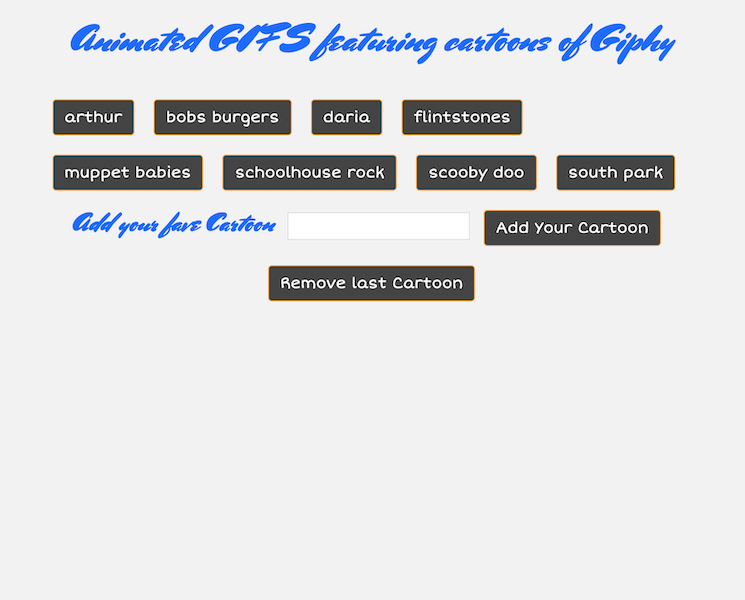 Animated GIFS featuring cartoons of Giphy
arthur bobs burgers daria flintstones
muppet babies schoolhouse rock scooby doo south park
Add your fave Cartoon Add Your Cartoon
Remove last Cartoon